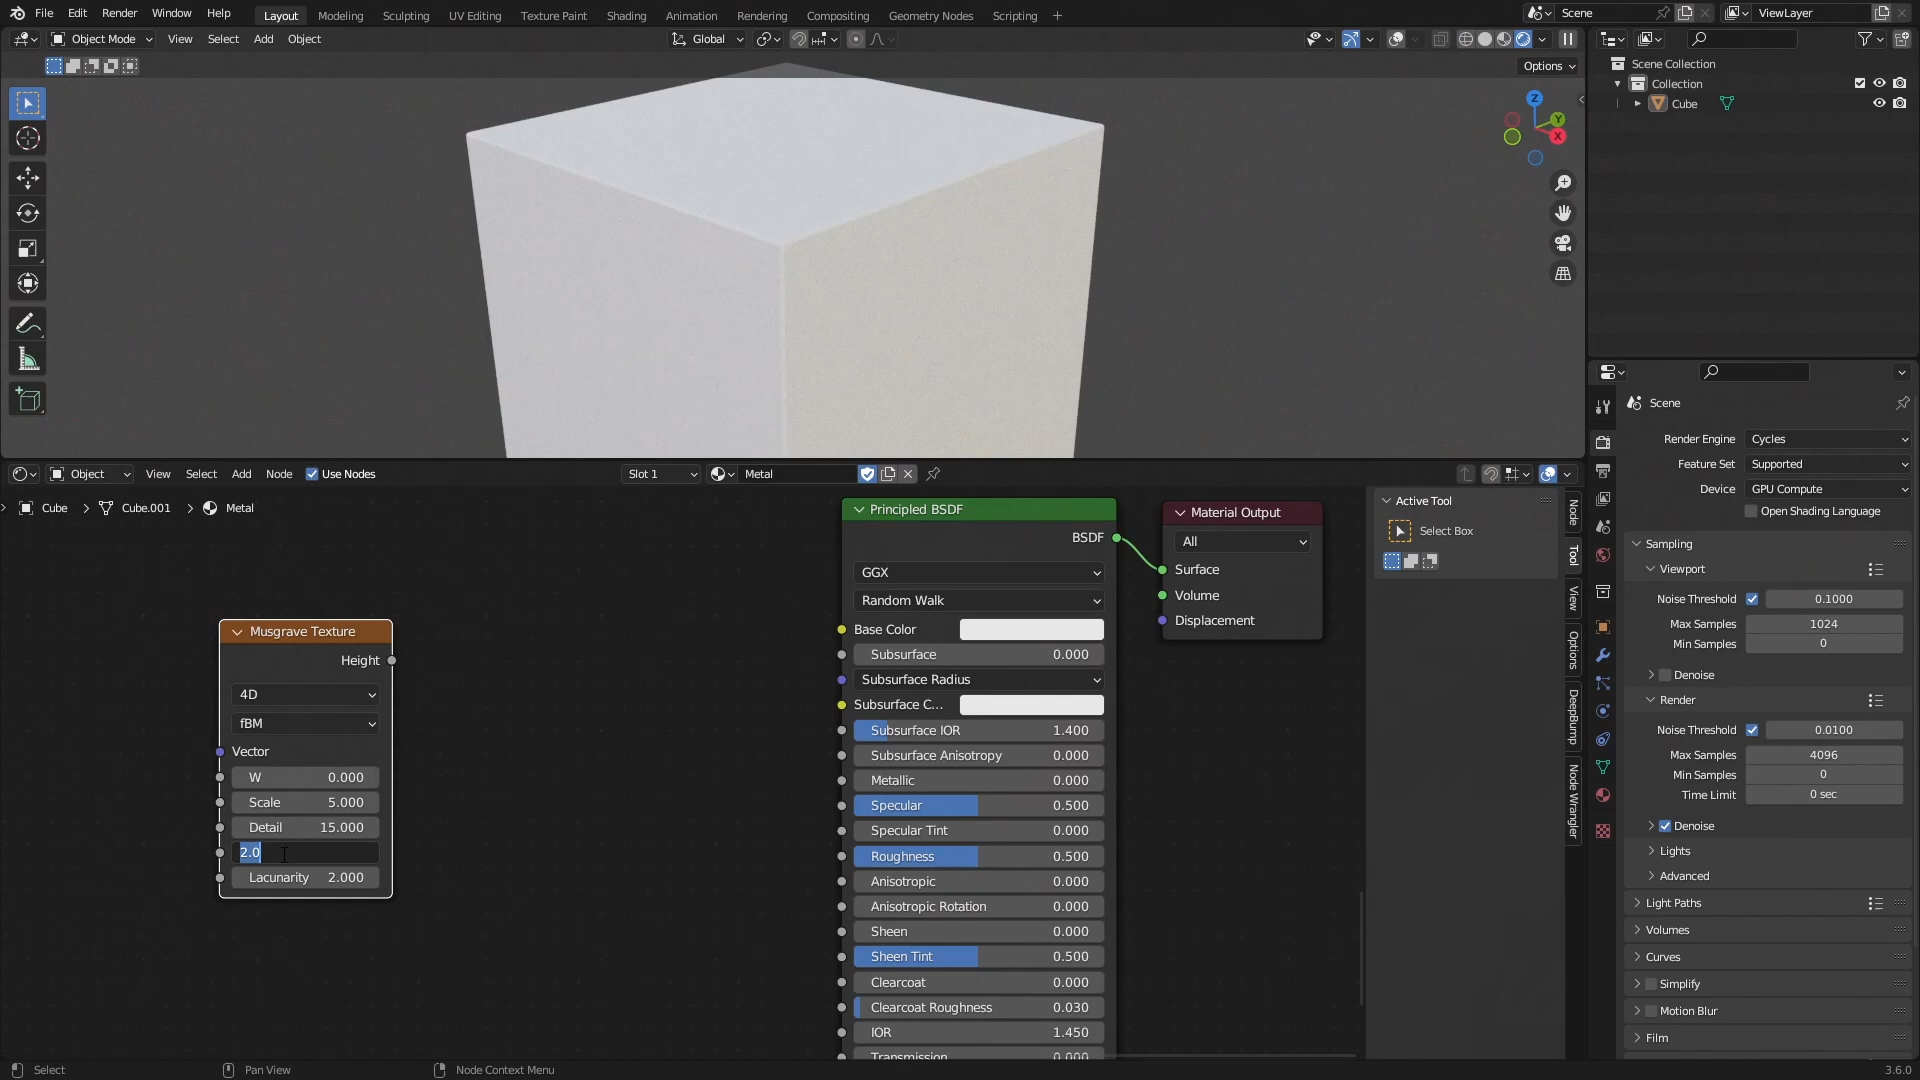 File Edit Render Window Help Layout Modeling Sculpting UV Editing Texture Paint Shading Animation Rendering Compositing Geometry Nodes Scripting + Scene ViewLayer
Object Mode View Select Add Object Global
Options
Scene Collection
Collection
Cube
Z
Y
X
Object View Select Add Node Use Nodes Slot 1 Metal
Cube > Cube.001 > Metal
Musgrave Texture
Height
4D
fBM
Vector
W 0.000
Scale 5.000
Detail 15.000
2.0
Lacunarity 2.000
Principled BSDF
BSDF
GGX
Random Walk
Base Color
Subsurface 0.000
Subsurface Radius
Subsurface C...
Subsurface IOR 1.400
Subsurface Anisotropy 0.000
Metallic 0.000
Specular 0.500
Specular Tint 0.000
Roughness 0.500
Anisotropic 0.000
Anisotropic Rotation 0.000
Sheen 0.000
Sheen Tint 0.500
Clearcoat 0.000
Clearcoat Roughness 0.030
IOR 1.450
Transmission 0.000
Material Output
All
Surface
Volume
Displacement
Active Tool
Select Box
Node
Tool
View
Options
DeepBump
Node Wrangler
Scene
Render Engine Cycles
Feature Set Supported
Device GPU Compute
Open Shading Language
Sampling
Viewport
Noise Threshold 0.1000
Max Samples 1024
Min Samples 0
Denoise
Render
Noise Threshold 0.0100
Max Samples 4096
Min Samples 0
Time Limit 0 sec
Denoise
Lights
Advanced
Light Paths
Volumes
Curves
Simplify
Motion Blur
Film
Select Pan View Node Context Menu 3.6.0